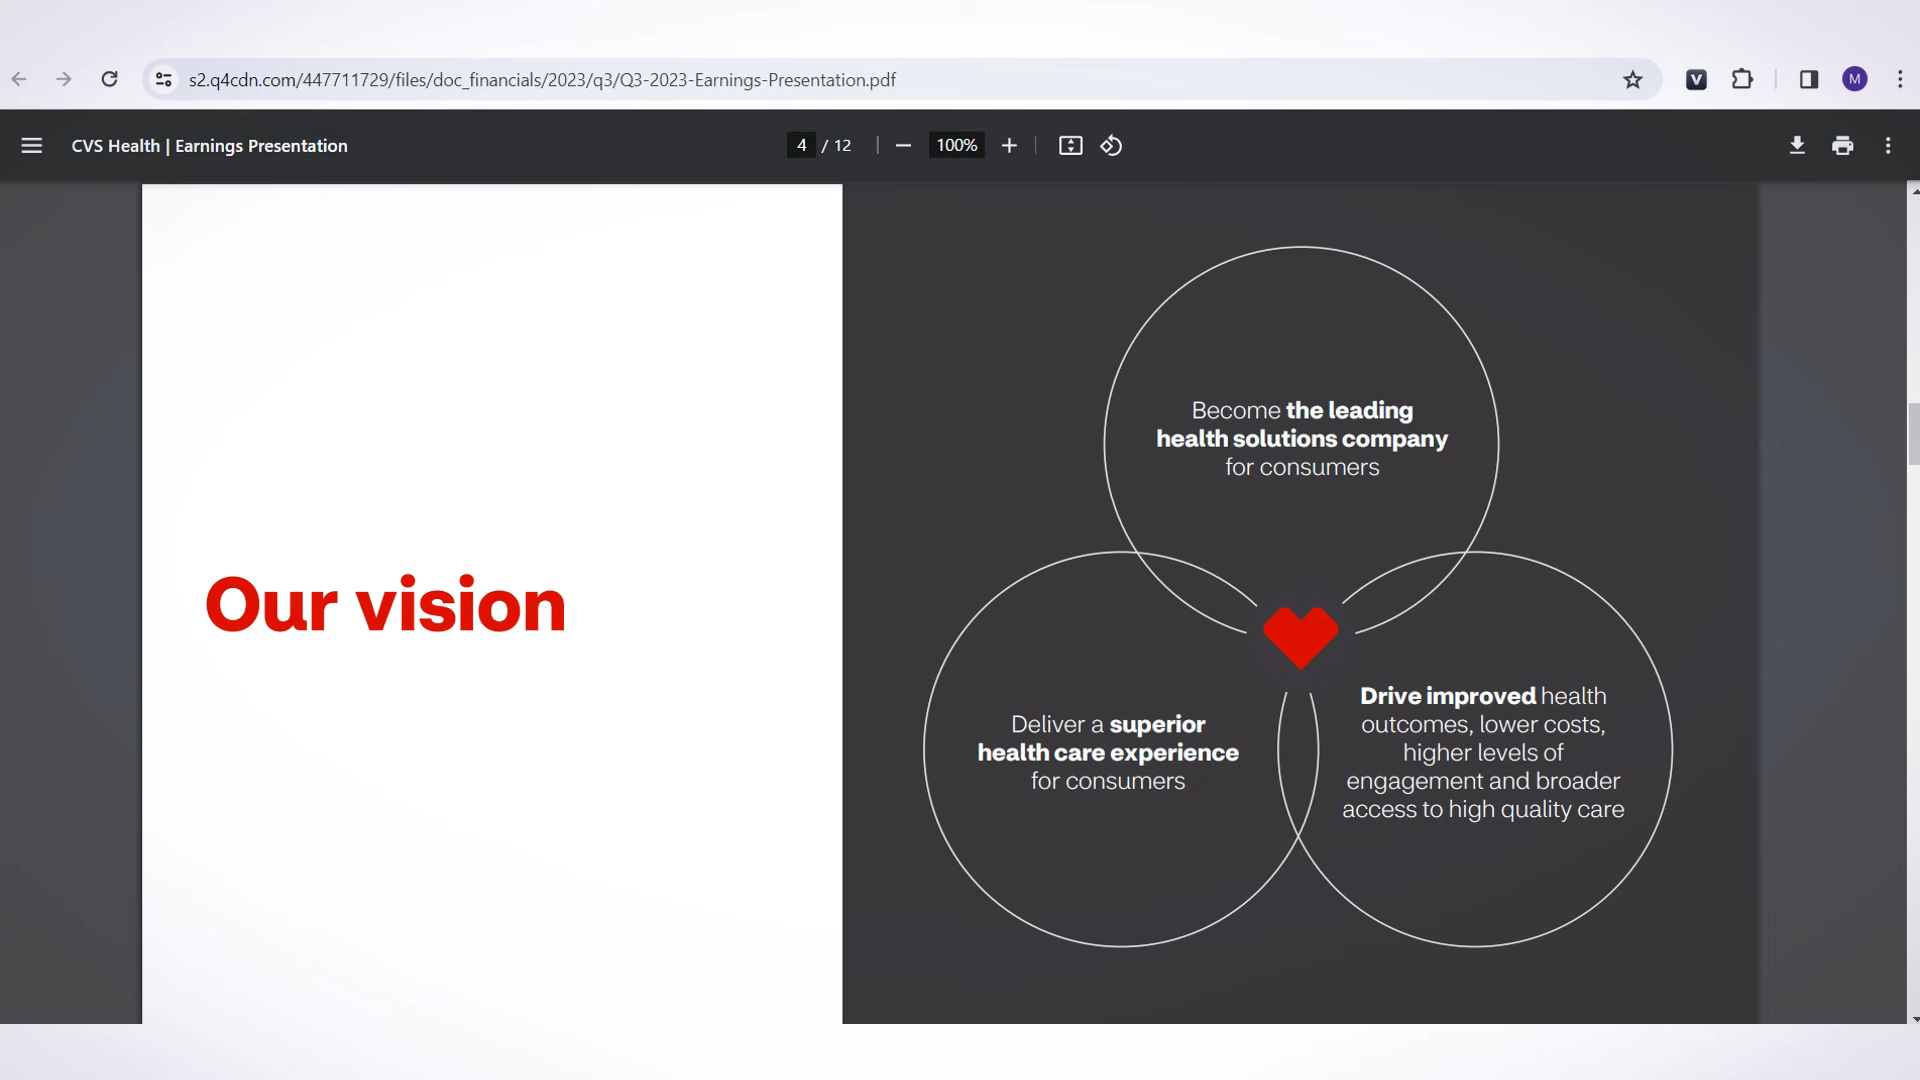 s2.q4cdn.com/447711729/files/doc_financials/2023/q3/Q3-2023-Earnings-Presentation.pdf
V
M
CVS Health | Earnings Presentation
4 / 12
100%
Our vision
Become the leading
health solutions company
for consumers
Deliver a superior
health care experience
for consumers
Drive improved health
outcomes, lower costs,
higher levels of
engagement and broader
access to high quality care